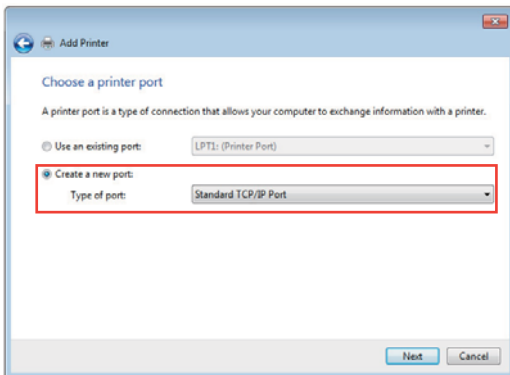 Add Printer
Choose a printer port
A printer port is a type of connection that allows your computer to exchange information with a printer.
Use an existing port: LPT1: (Printer Port)
Create a new port:
Type of port: Standard TCP/IP Port
Next Cancel